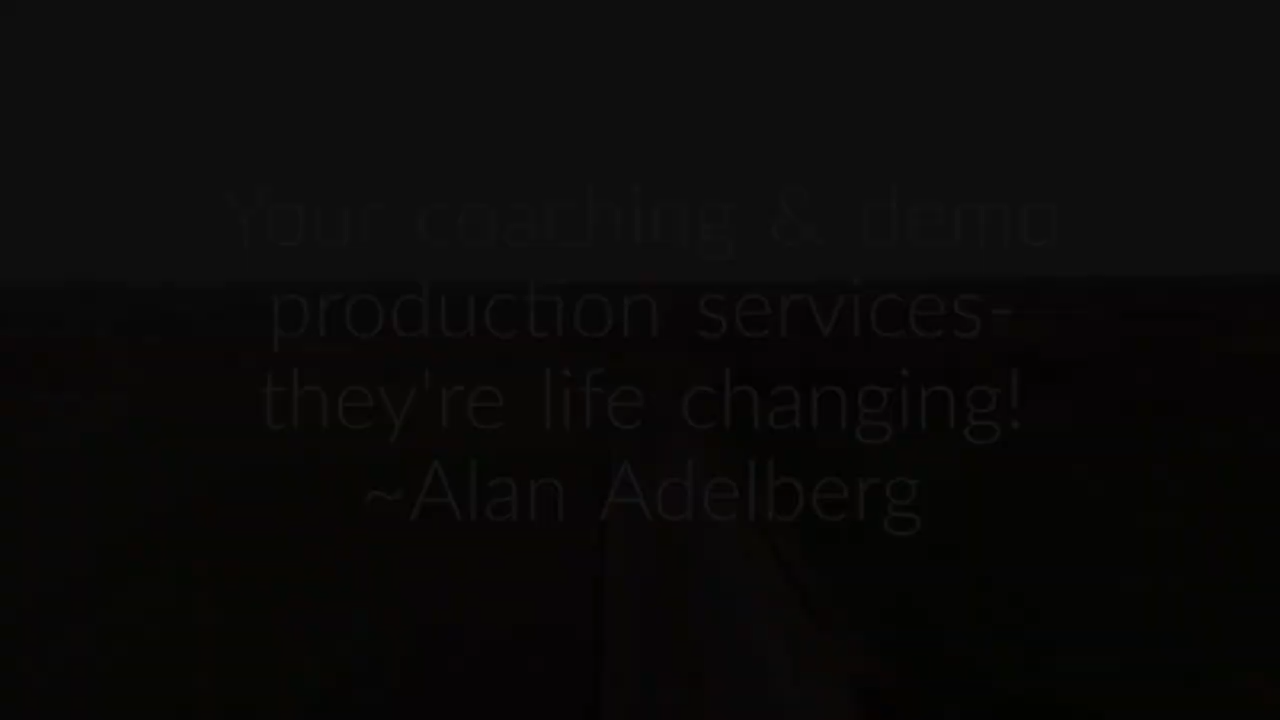 Your coaching & demo
production services-
they're life changing!
~Alan Adelberg